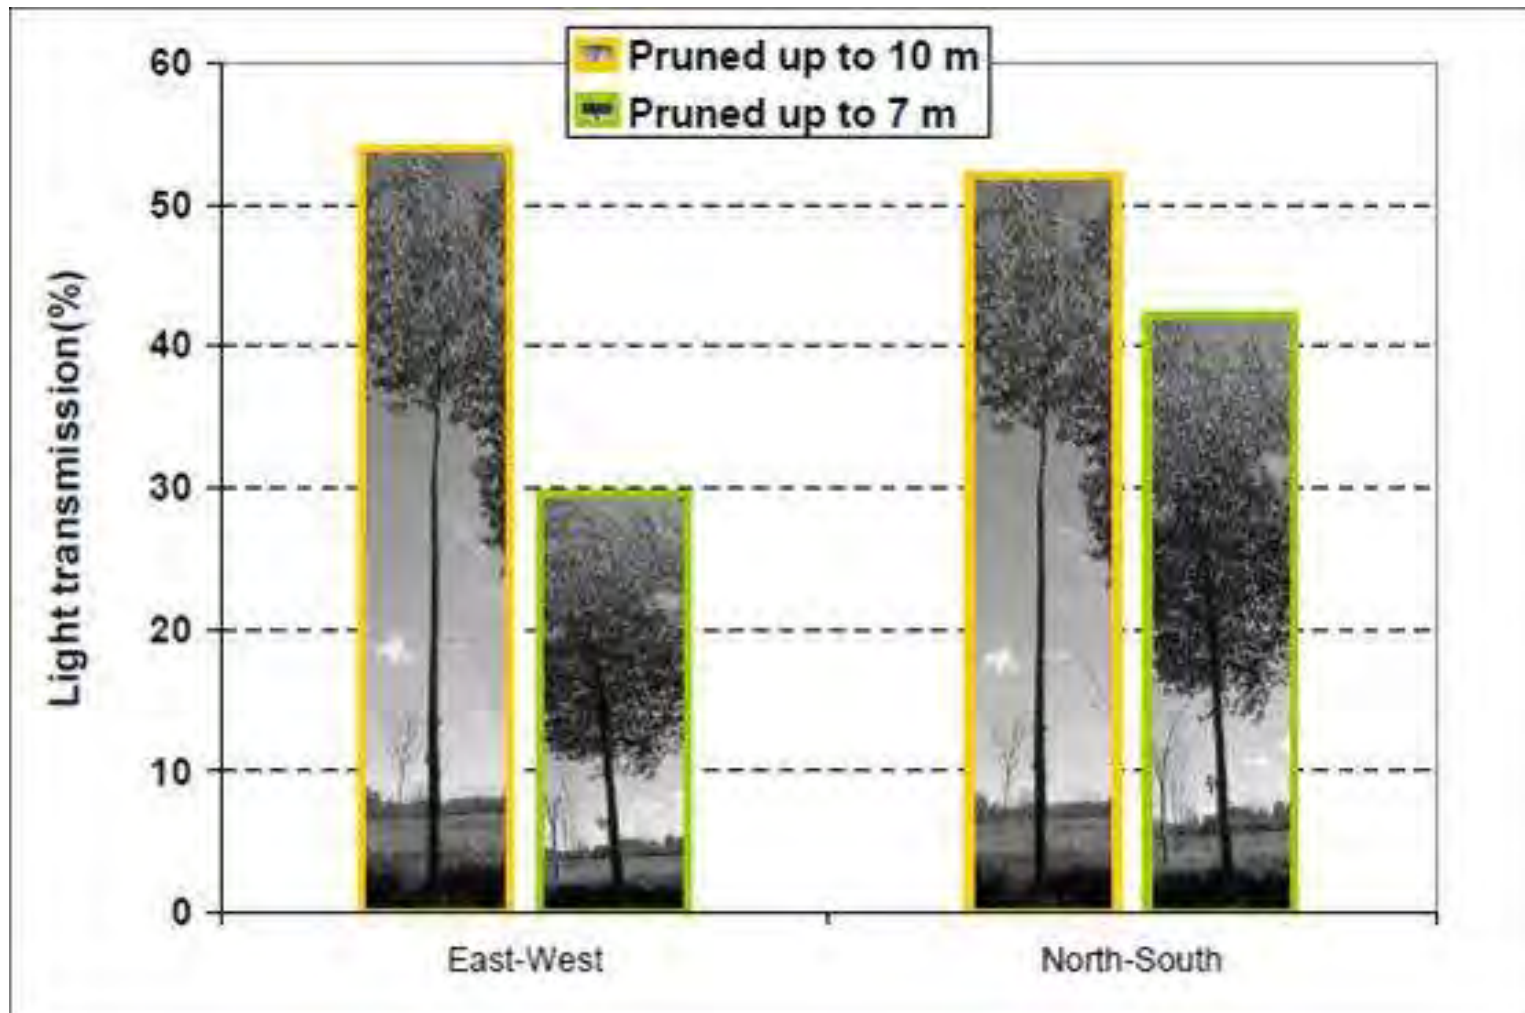 Pruned up to 10 m
Pruned up to 7 m
Light transmission(%)
60
50
40
30
20
10
0
East-West
North-South